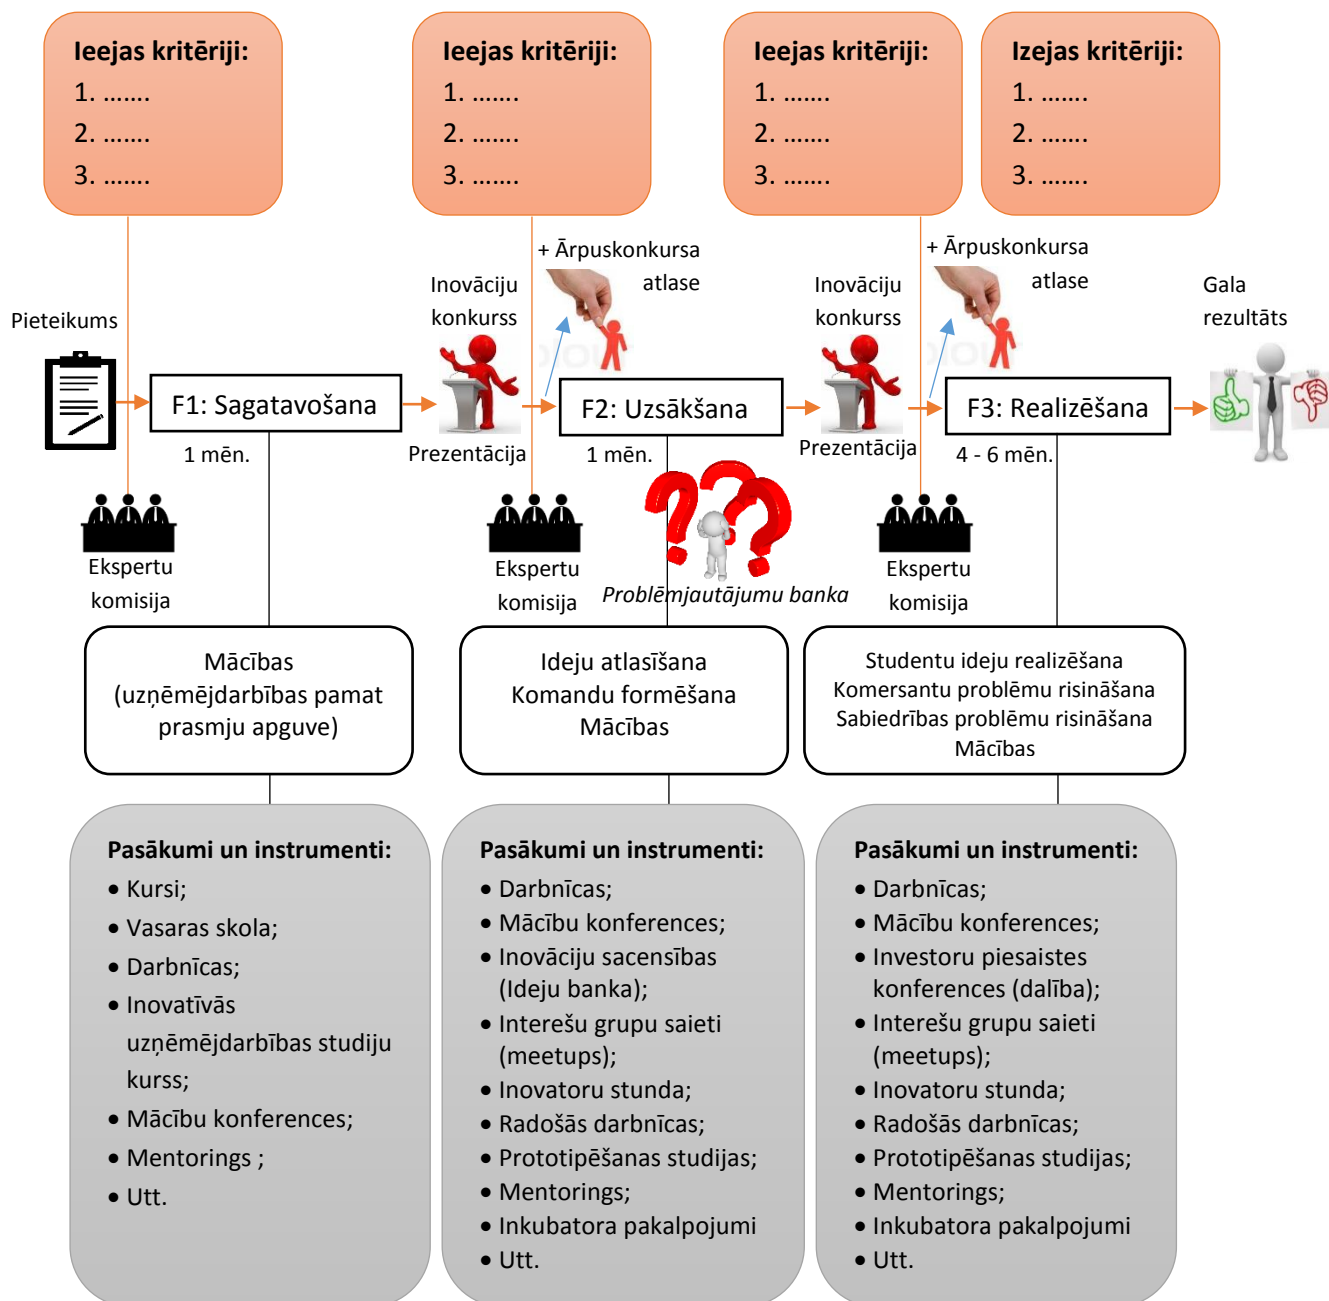 Ieejas kritēriji:
1. .......
2. .......
3. .......
Ieejas kritēriji:
1. .......
2. .......
3. .......
Ieejas kritēriji:
1. .......
2. .......
3. .......
Izejas kritēriji:
1. .......
2. .......
3. .......
Pieteikums
F1: Sagatavošana
1 mēn.
Inovāciju
konkurss
Prezentācija
+ Ārpuskonkursa
atlase
F2: Uzsākšana
1 mēn.
Inovāciju
konkurss
Prezentācija
+ Ārpuskonkursa
atlase
F3: Realizēšana
4 - 6 mēn.
Gala
rezultāts
Ekspertu
komisija
Ekspertu
komisija
Problēmjautājumu banka
Ekspertu
komisija
Mācības
(uzņēmējdarbības pamat
prasmju apguve)
Ideju atlasīšana
Komandu formēšana
Mācības
Studentu ideju realizēšana
Komersantu problēmu risināšana
Sabiedrības problēmu risināšana
Mācības
Pasākumi un instrumenti:
• Kursi;
• Vasaras skola;
• Darbnīcas;
• Inovatīvās
uzņēmējdarbības studiju
kurss;
• Mācību konferences;
• Mentorings ;
• Utt.
Pasākumi un instrumenti:
• Darbnīcas;
• Mācību konferences;
• Inovāciju sacensības
(Ideju banka);
• Interešu grupu saieti
(meetups);
• Inovatoru stunda;
• Radošās darbnīcas;
• Prototipēšanas studijas;
• Mentorings;
• Inkubatora pakalpojumi
• Utt.
Pasākumi un instrumenti:
• Darbnīcas;
• Mācību konferences;
• Investoru piesaistes
konferences (dalība);
• Interešu grupu saieti
(meetups);
• Inovatoru stunda;
• Radošās darbnīcas;
• Prototipēšanas studijas;
• Mentorings;
• Inkubatora pakalpojumi
• Utt.